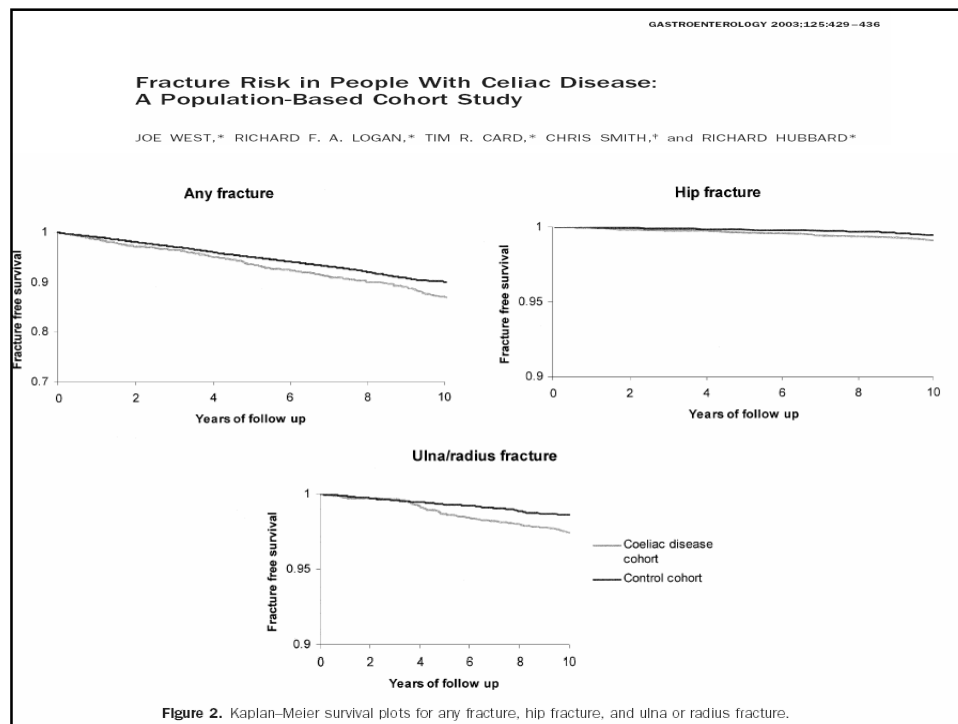 GASTROENTEROLOGY 2003;125:429–436
Fracture Risk in People With Celiac Disease:
A Population-Based Cohort Study
JOE WEST,* RICHARD F. A. LOGAN,* TIM R. CARD,* CHRIS SMITH,† and RICHARD HUBBARD*
Any fracture
Fracture free survival
1
0.9
0.8
0.7
0 2 4 6 8 10
Years of follow up
Hip fracture
Fracture free survival
1
0.95
0.9
0 2 4 6 8 10
Years of follow up
Ulna/radius fracture
Fracture free survival
1
0.95
0.9
0 2 4 6 8 10
Years of follow up
Coeliac disease
cohort
Control cohort
Figure 2. Kaplan–Meier survival plots for any fracture, hip fracture, and ulna or radius fracture.